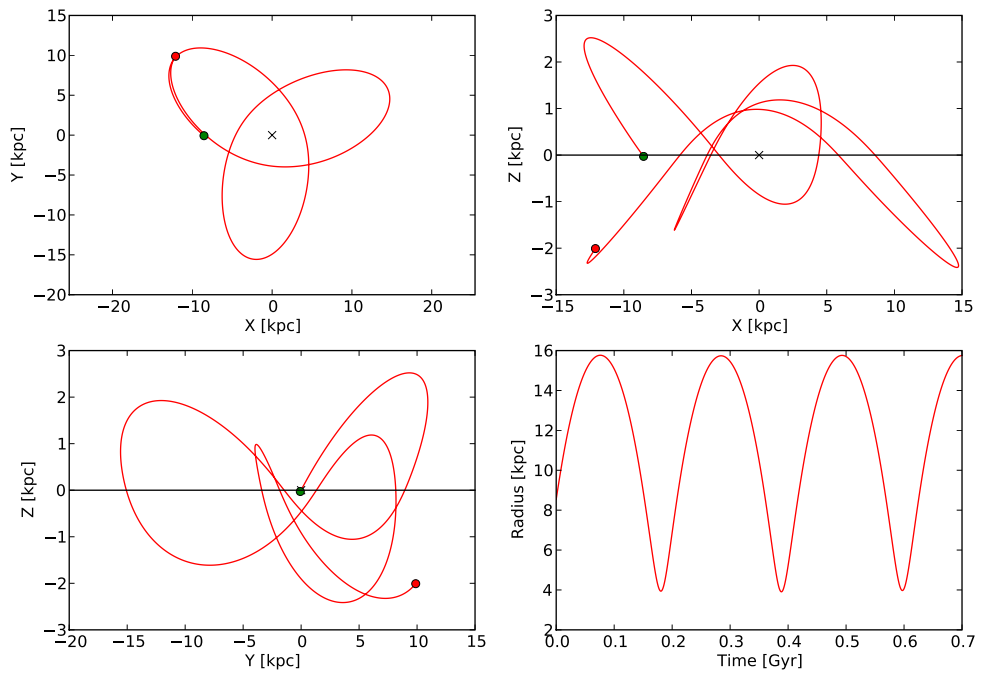 15
10
5
0
−5
−10
−15
−20
Y [kpc]
−20 −10 0 10 20
X [kpc]
3
2
1
0
−1
−2
−3
Z [kpc]
−15 −10 −5 0 5 10 15
X [kpc]
3
2
1
0
−1
−2
−3
Z [kpc]
−20 −15 −10 −5 0 5 10 15
Y [kpc]
16
14
12
10
8
6
4
2
Radius [kpc]
0.0 0.1 0.2 0.3 0.4 0.5 0.6 0.7
Time [Gyr]